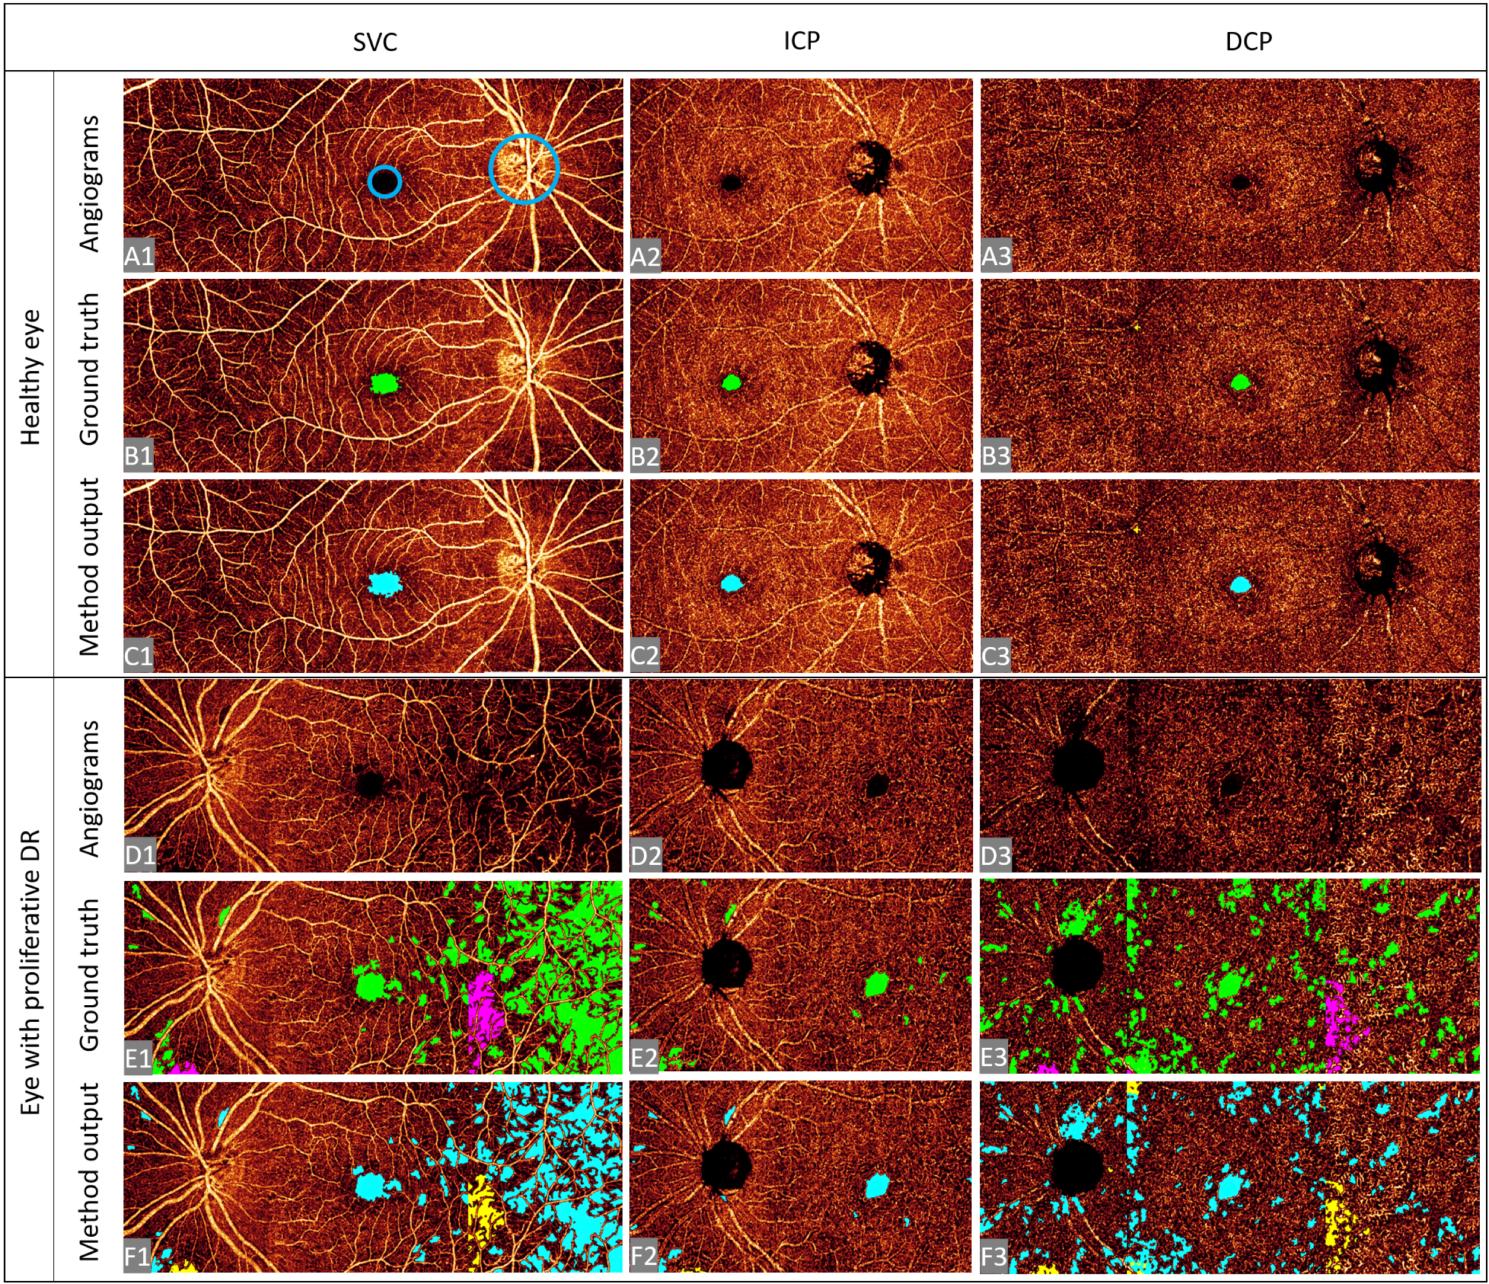 SVC
ICP
DCP
Healthy eye
Angiograms
A1
A2
A3
Ground truth
B1
B2
B3
Method output
C1
C2
C3
Eye with proliferative DR
Angiograms
D1
D2
D3
Ground truth
E1
E2
E3
Method output
F1
F2
F3